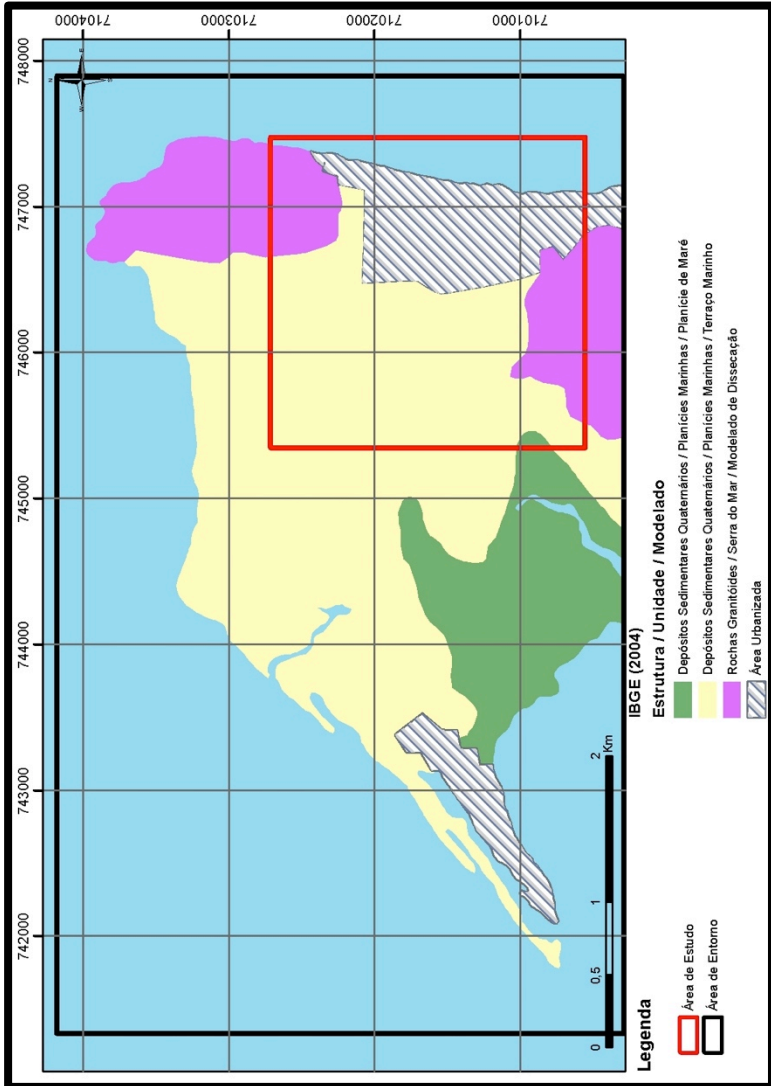 7104000
7103000
7102000
7101000
742000
743000
744000
745000
746000
747000
748000
N
S
E
W
0
0,5
1
2
Km
IBGE (2004)
Legenda
Estrutura / Unidade / Modelado
Área de Estudo
Área de Entorno
Depósitos Sedimentares Quaternários / Planícies Marinhas / Planície de Maré
Depósitos Sedimentares Quaternários / Planícies Marinhas / Terraço Marinho
Rochas Granitóides / Serra do Mar / Modelado de Dissecação
Área Urbanizada